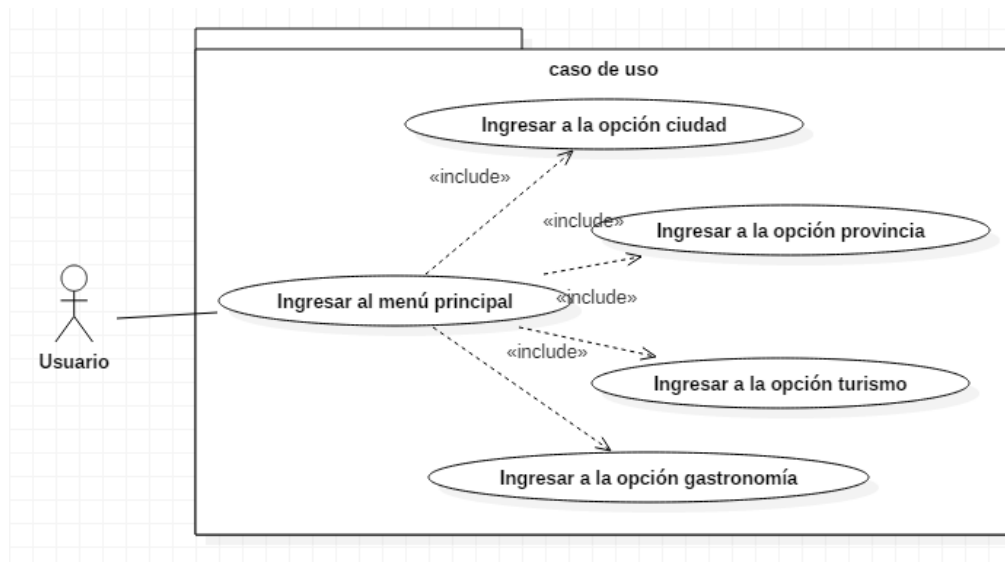 caso de uso
Ingresar a la opción ciudad
«include»
«include»
Ingresar a la opción provincia
Ingresar al menú principal
«include»
«include»
Usuario
Ingresar a la opción turismo
Ingresar a la opción gastronomía